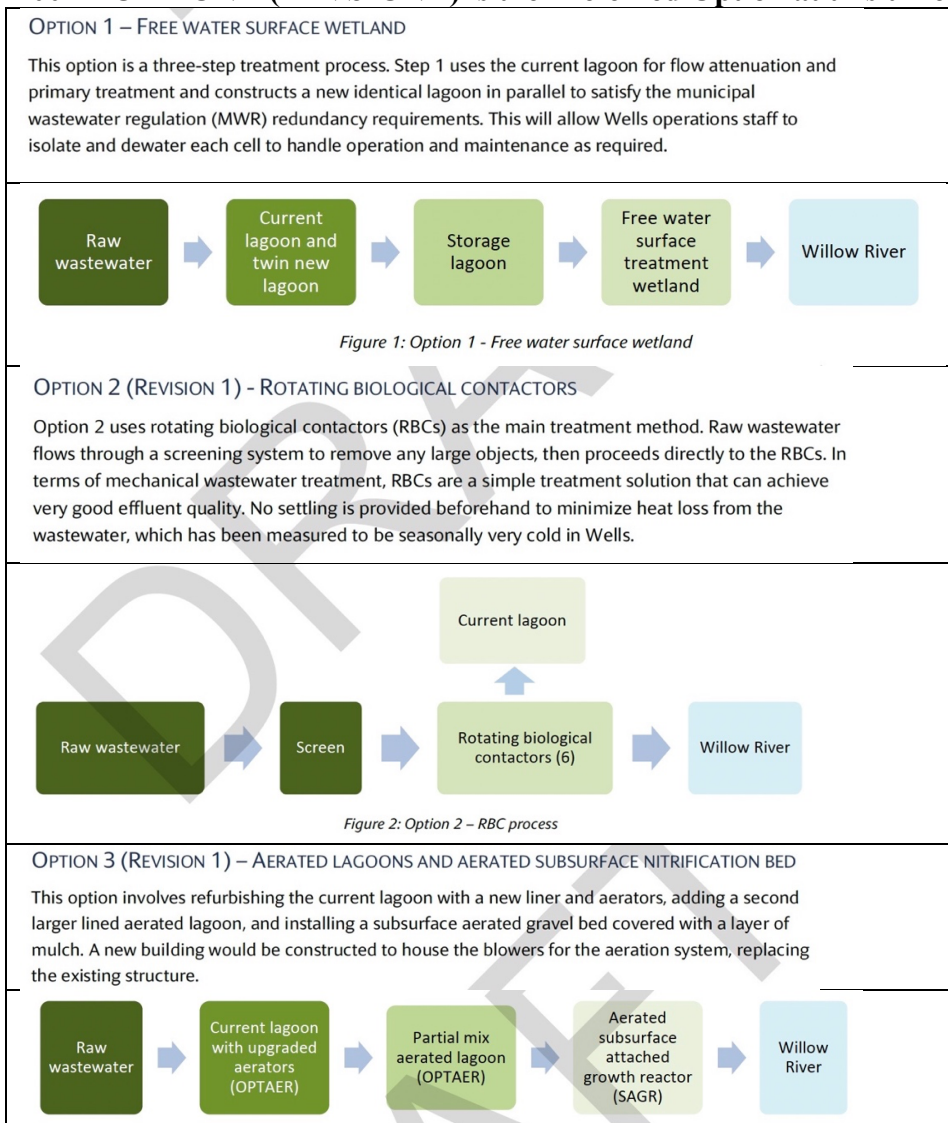 OPTION 1 – FREE WATER SURFACE WETLAND
This option is a three-step treatment process. Step 1 uses the current lagoon for flow attenuation and
primary treatment and constructs a new identical lagoon in parallel to satisfy the municipal
wastewater regulation (MWR) redundancy requirements. This will allow Wells operations staff to
isolate and dewater each cell to handle operation and maintenance as required.
Raw
wastewater
Current
lagoon and
twin new
lagoon
Storage
lagoon
Free water
surface
treatment
wetland
Willow River
Figure 1: Option 1 - Free water surface wetland
OPTION 2 (REVISION 1) - ROTATING BIOLOGICAL CONTACTORS
Option 2 uses rotating biological contactors (RBCs) as the main treatment method. Raw wastewater
flows through a screening system to remove any large objects, then proceeds directly to the RBCs. In
terms of mechanical wastewater treatment, RBCs are a simple treatment solution that can achieve
very good effluent quality. No settling is provided beforehand to minimize heat loss from the
wastewater, which has been measured to be seasonally very cold in Wells.
Current lagoon
Raw wastewater
Screen
Rotating biological
contactors (6)
Willow River
Figure 2: Option 2 – RBC process
OPTION 3 (REVISION 1) – AERATED LAGOONS AND AERATED SUBSURFACE NITRIFICATION BED
This option involves refurbishing the current lagoon with a new liner and aerators, adding a second
larger lined aerated lagoon, and installing a subsurface aerated gravel bed covered with a layer of
mulch. A new building would be constructed to house the blowers for the aeration system, replacing
the existing structure.
Raw
wastewater
Current lagoon
with upgraded
aerators
(OPTAER)
Partial mix
aerated lagoon
(OPTAER)
Aerated
subsurface
attached
growth reactor
(SAGR)
Willow
River